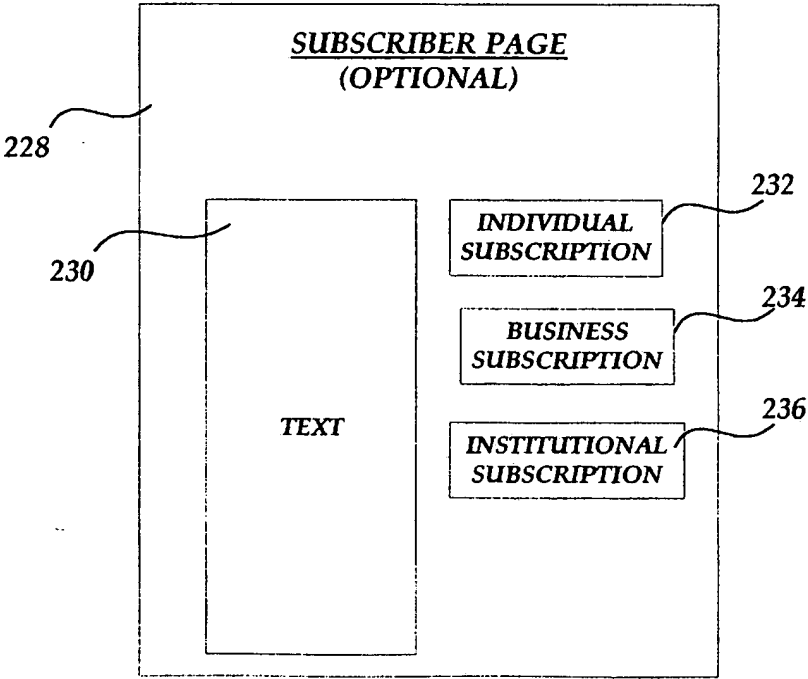 SUBSCRIBER PAGE
(OPTIONAL)
228
230
TEXT
232
INDIVIDUAL
SUBSCRIPTION
234
BUSINESS
SUBSCRIPTION
236
INSTITUTIONAL
SUBSCRIPTION